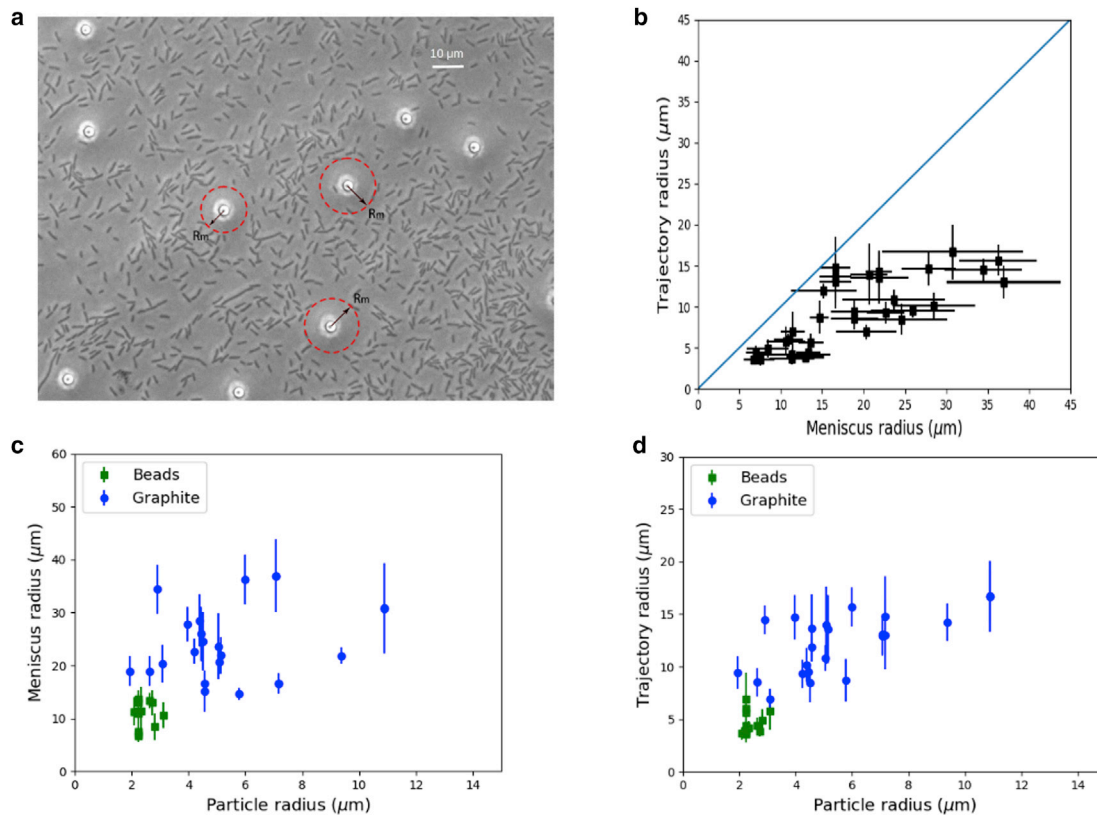 a
10 µm
Rm
Rm
Rm
b
45
40
35
30
25
20
15
10
5
0
Trajectory radius (µm)
0 5 10 15 20 25 30 35 40 45
Meniscus radius (µm)
c
60
50
40
30
20
10
0
Meniscus radius (µm)
Beads
Graphite
0 2 4 6 8 10 12 14
Particle radius (µm)
d
30
25
20
15
10
5
0
Trajectory radius (µm)
Beads
Graphite
0 2 4 6 8 10 12 14
Particle radius (µm)